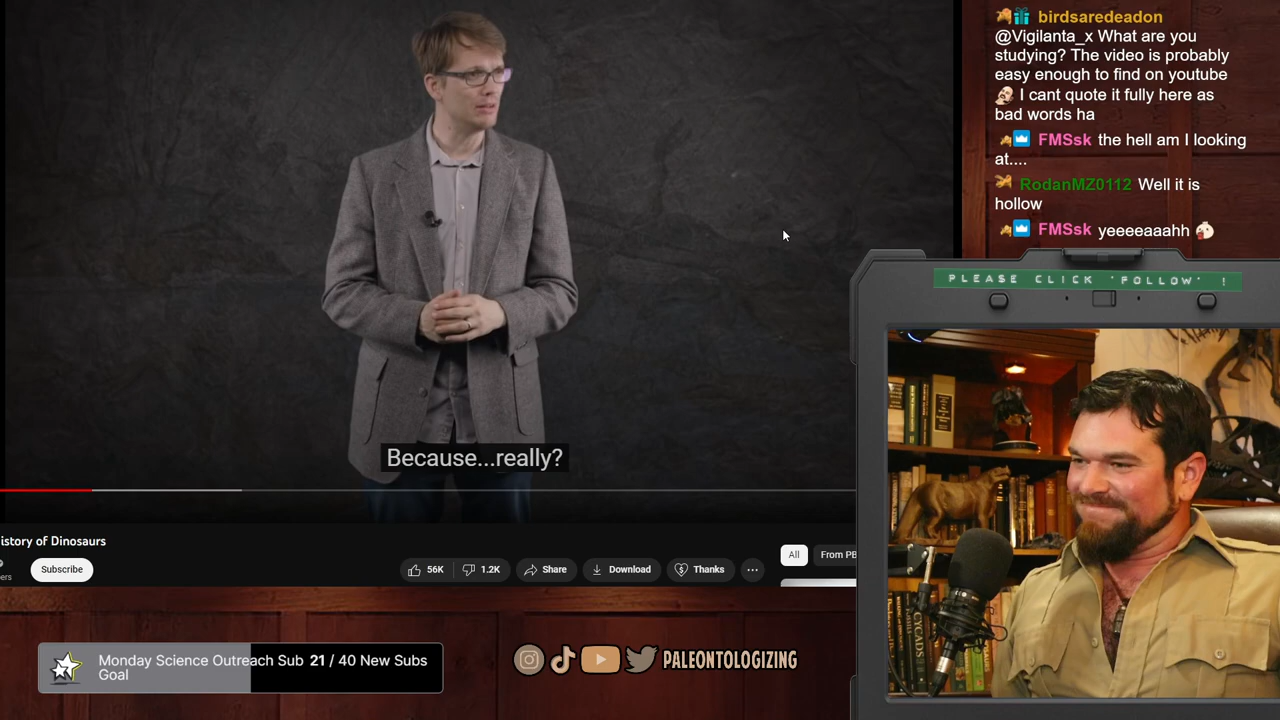 birdsaredeadon
@Vigilanta_x What are you
studying? The video is probably
easy enough to find on youtube
I cant quote it fully here as
bad words ha
FMSsk the hell am I looking
at....
RodanMZ0112 Well it is
hollow
FMSsk yeeeeaaahh
PLEASE CLICK 'FOLLOW' !
Because...really?
istory of Dinosaurs
ers
Subscribe
56K
1.2K
Share
Download
Thanks
All
From PB
CYCADS
Monday Science Outreach Sub 21 / 40 New Subs
Goal
PALEONTOLOGIZING